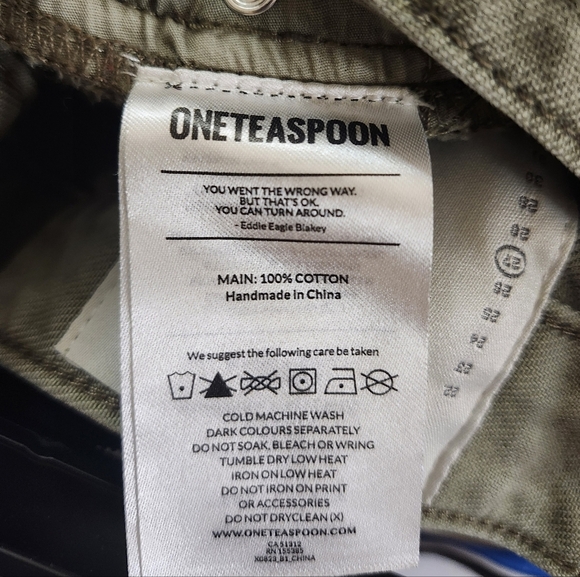 ONETEASPOON
YOU WENT THE WRONG WAY.
BUT THAT'S OK.
YOU CAN TURN AROUND.
- Eddie Eagle Blakey
MAIN: 100% COTTON
Handmade in China
We suggest the following care be taken
COLD MACHINE WASH
DARK COLOURS SEPARATELY
DO NOT SOAK, BLEACH OR WRING
TUMBLE DRY LOW HEAT
IRON ON LOW HEAT
DO NOT IRON ON PRINT
OR ACCESSORIES
DO NOT DRYCLEAN (X)
WWW.ONETEASPOON.COM
CA 51312
RN 155385